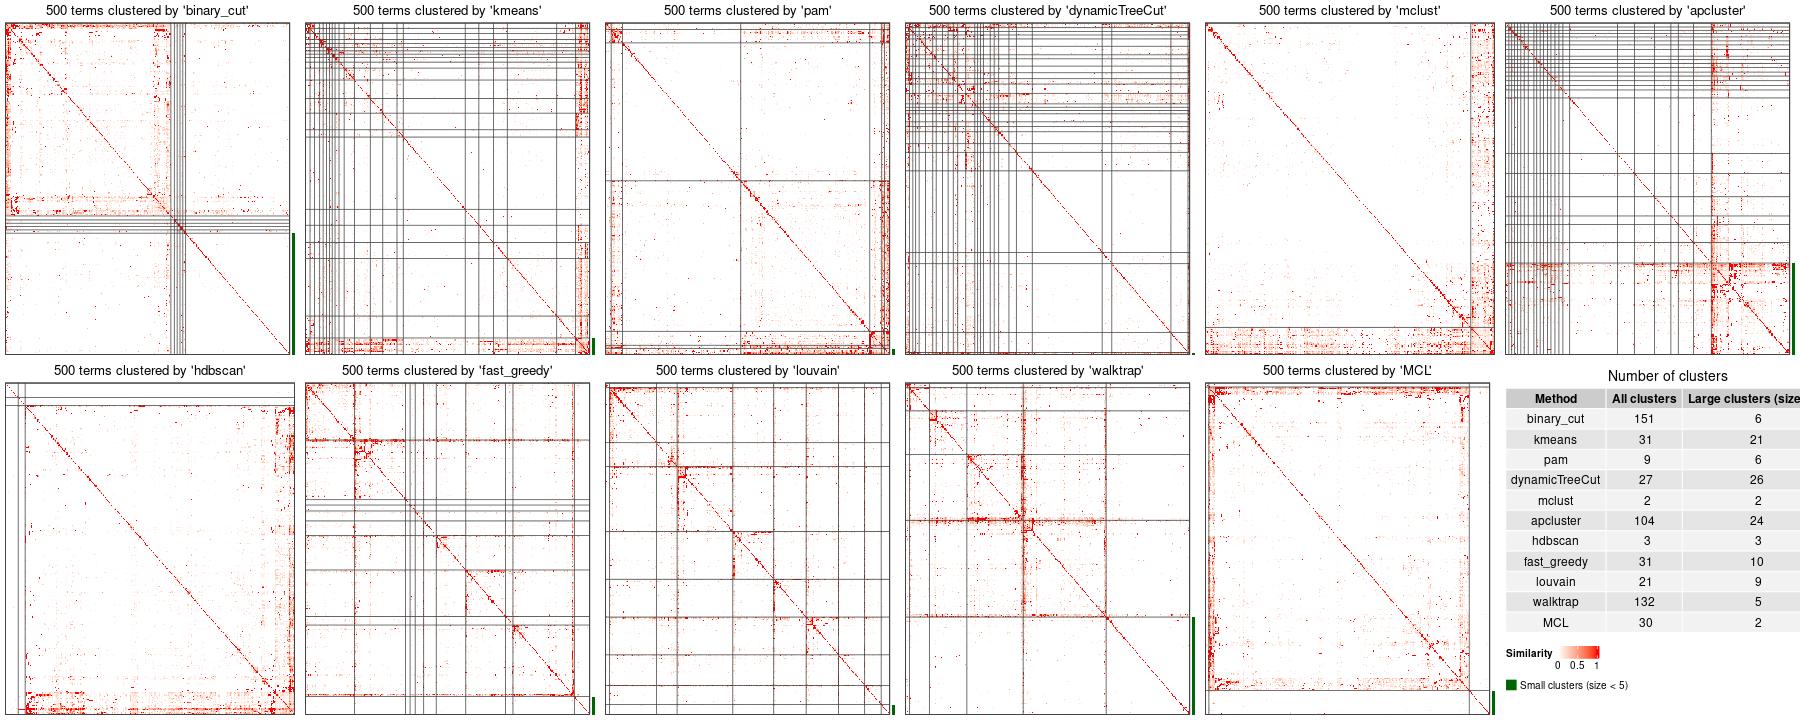 500 terms clustered by 'binary_cut'
500 terms clustered by 'kmeans'
500 terms clustered by 'pam'
500 terms clustered by 'dynamicTreeCut'
500 terms clustered by 'mclust'
500 terms clustered by 'apcluster'
500 terms clustered by 'hdbscan'
500 terms clustered by 'fast_greedy'
500 terms clustered by 'louvain'
500 terms clustered by 'walktrap'
500 terms clustered by 'MCL'
Number of clusters
Method All clusters Large clusters (size
binary_cut 151 6
kmeans 31 21
pam 9 6
dynamicTreeCut 27 26
mclust 2 2
apcluster 104 24
hdbscan 3 3
fast_greedy 31 10
louvain 21 9
walktrap 132 5
MCL 30 2
Similarity
0 0.5 1
Small clusters (size < 5)